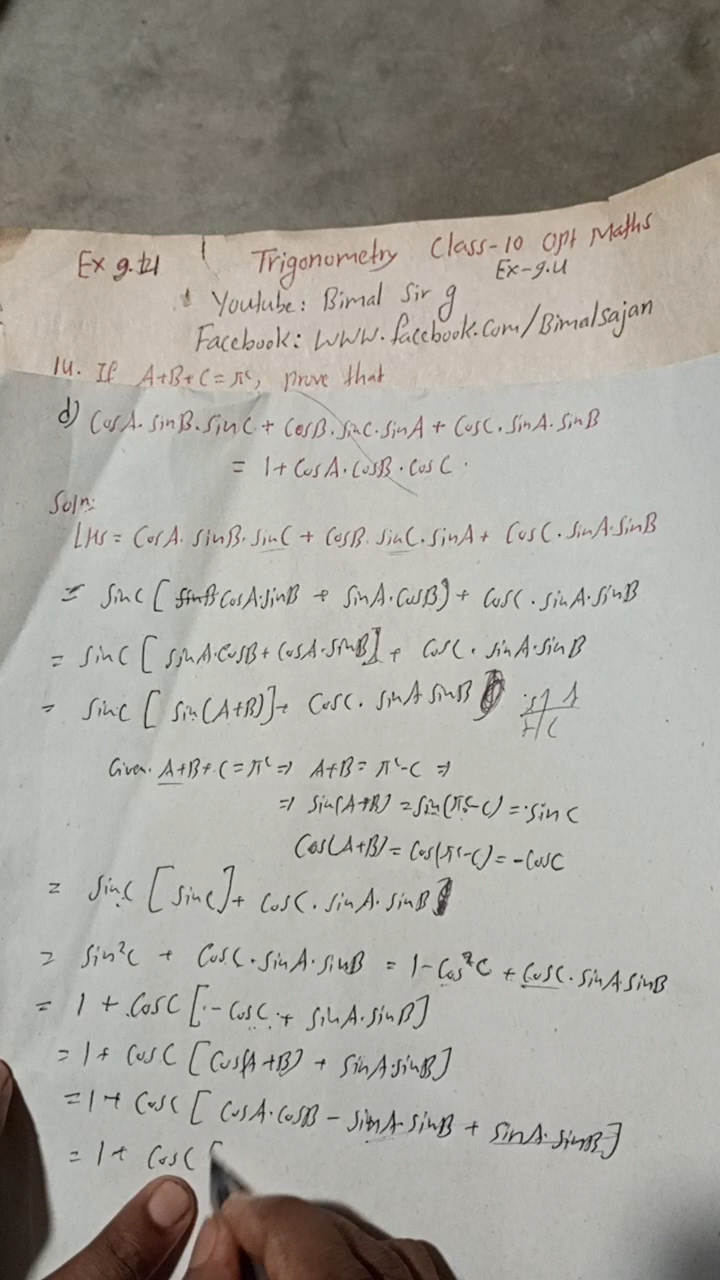 Ex 9.4 Trigonometry Class-10 Opt Maths
Ex-9.4
Youtube: Bimal Sir g
Facebook: WWW.facebook.com/Bimalsajan
14. If A+B+C=π^c, prove that
d) CosA.sinB.SinC + CosB.sinC.sinA + CosC.SinA.SinB
= 1+CosA.CosB.CosC.
Soln:
LHS = CosA.SinB.SinC + CosB.SinC.SinA + CosC.SinA.SinB
= SinC[CosA.SinB + SinA.CosB) + CosC.SinA.SinB
= SinC[SinA.CosB+CosA.SinB] + CosC.SinA.SinB
= SinC[Sin(A+B)]+ CosC.SinA SinB
Given. A+B+C=π^c ⇒ A+B=π^c-C ⇒
⇒ Sin(A+B) = Sin(π^c-C) = SinC
Cos(A+B) = Cos(π^c-C) = -CosC
= SinC[SinC]+ CosC.SinA.SinB
= Sin²C + CosC.SinA.SinB = 1-Cos²C + CosC.SinA SinB
= 1 + CosC[-CosC + SinA.SinB]
= 1+ CosC[Cos(A+B) + SinA.SinB]
= 1+ CosC[CosA.CosB - SinA.SinB + SinA.SinB]
= 1+ CosC[